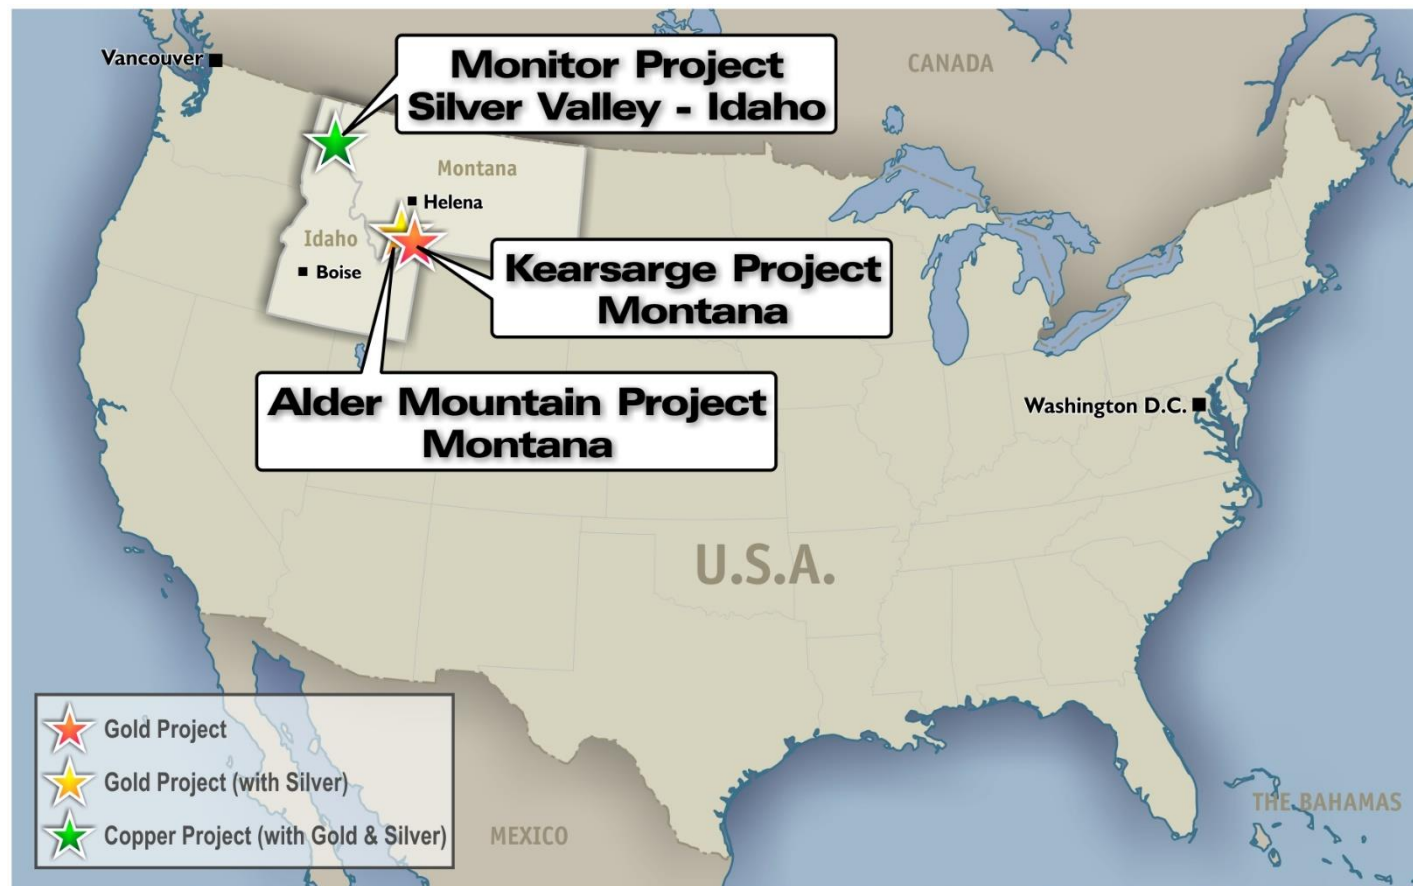 Vancouver
Monitor Project
Silver Valley - Idaho
CANADA
Montana
Helena
Idaho
Boise
Kearsarge Project
Montana
Alder Mountain Project
Montana
Washington D.C.
U.S.A.
Gold Project
Gold Project (with Silver)
Copper Project (with Gold & Silver)
MEXICO
THE BAHAMAS